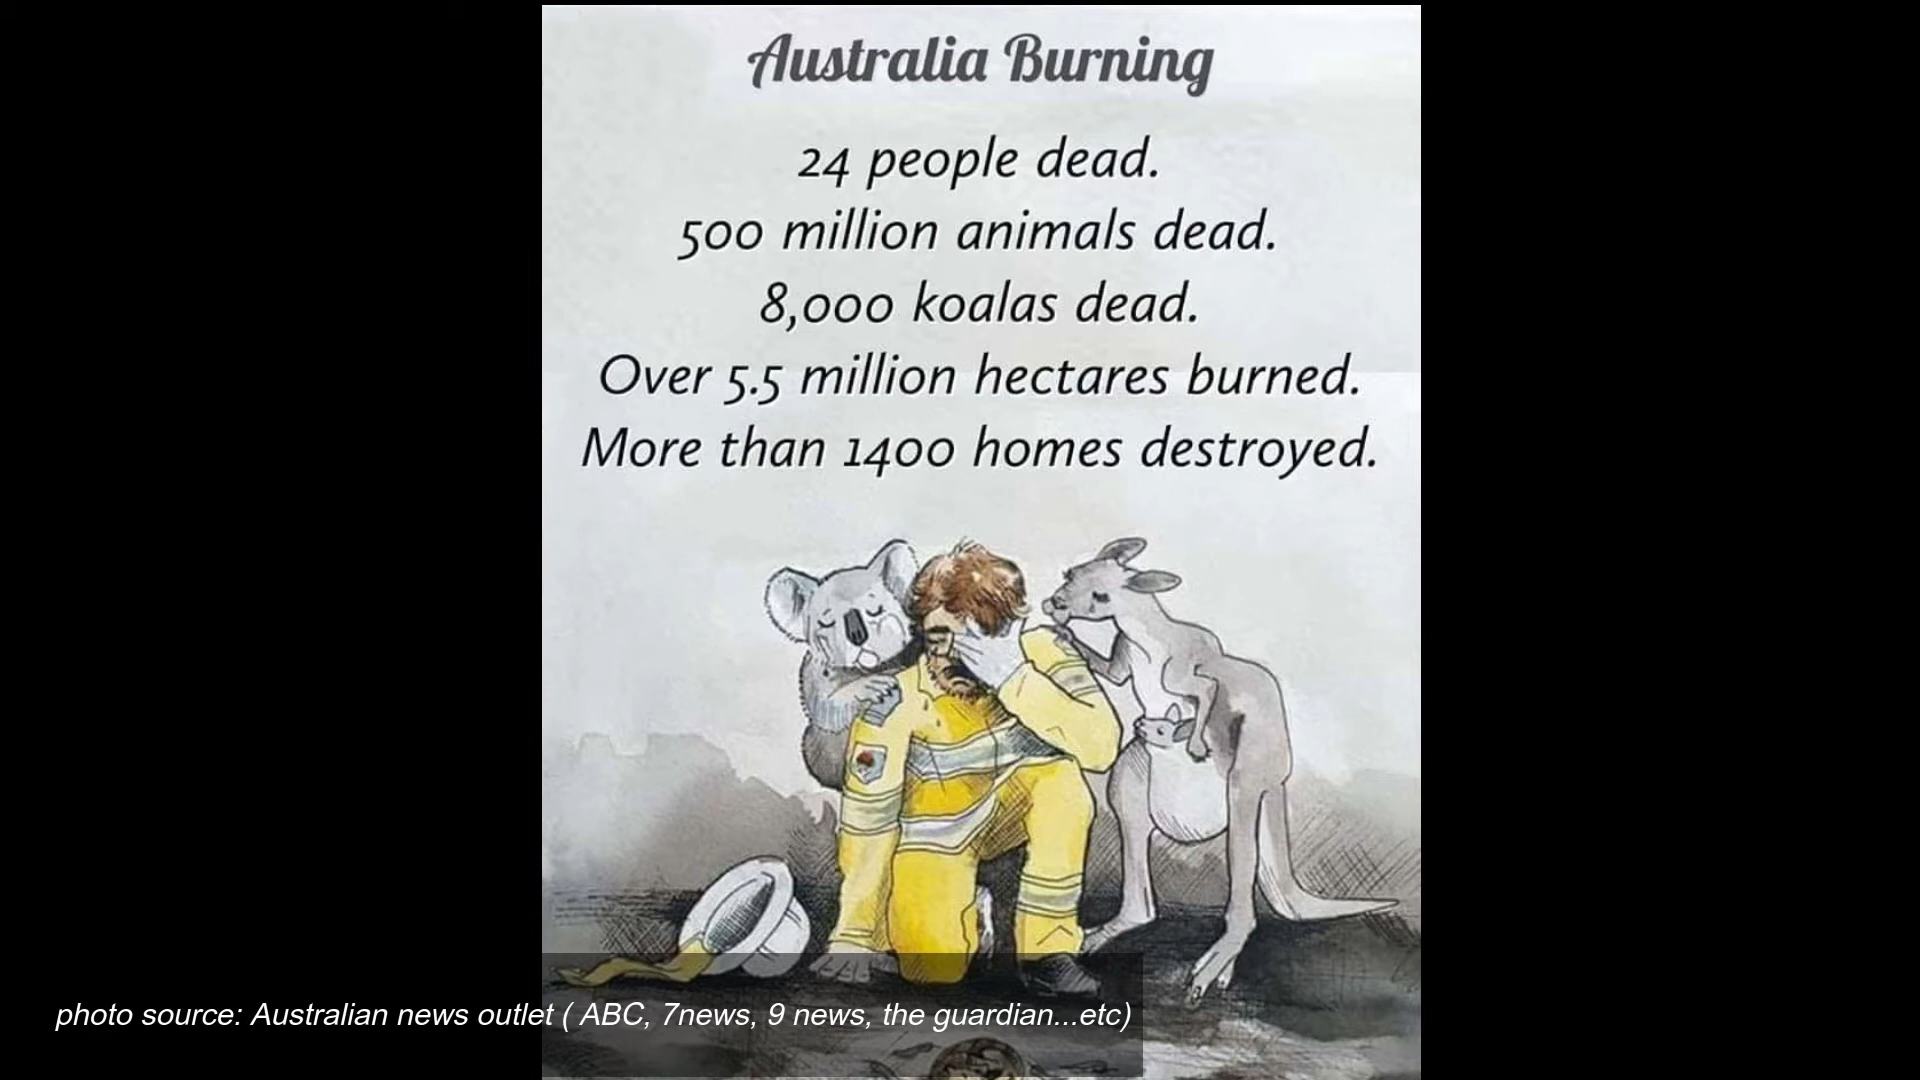 Australia Burning
24 people dead.
500 million animals dead.
8,000 koalas dead.
Over 5.5 million hectares burned.
More than 1400 homes destroyed.
photo source: Australian news outlet ( ABC, 7news, 9 news, the guardian...etc)